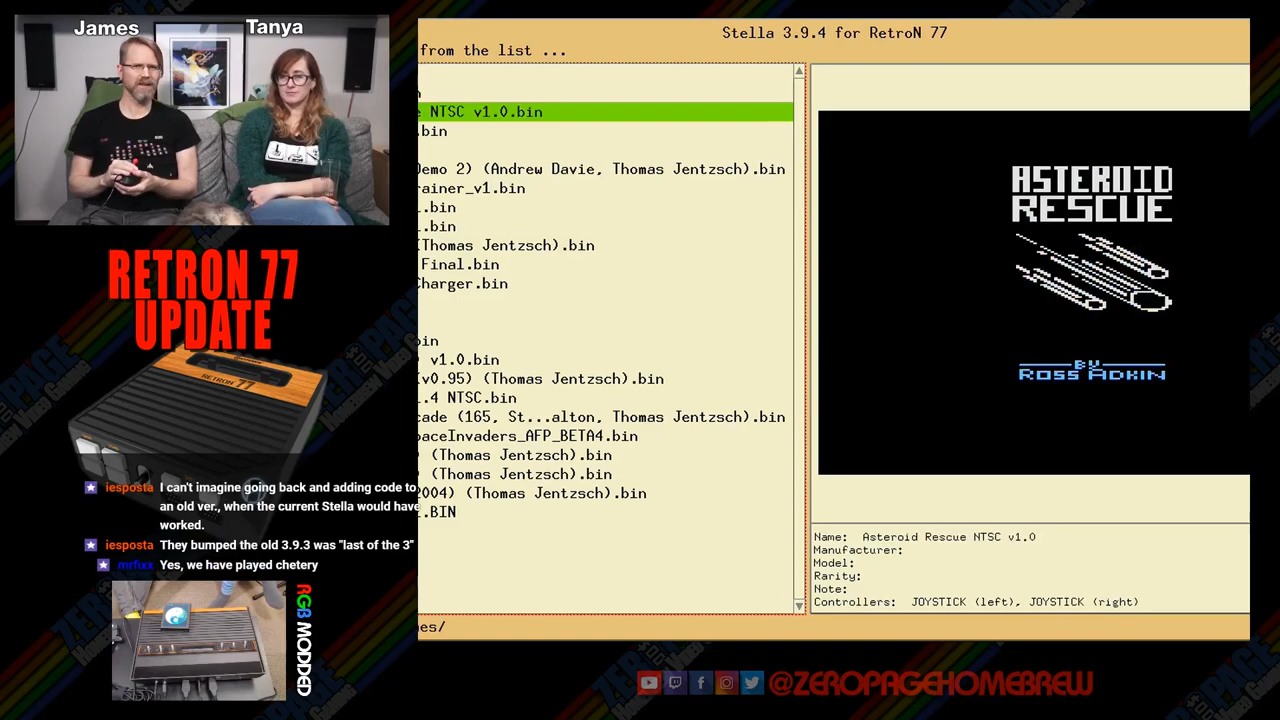 James
Tanya
Stella 3.9.4 for RetroN 77
from the list ...
NTSC v1.0.bin
.bin
Demo 2) (Andrew Davie, Thomas Jentzsch).bin
rainer_v1.bin
l.bin
l.bin
(Thomas Jentzsch).bin
Final.bin
Charger.bin
bin
) v1.0.bin
(v0.95) (Thomas Jentzsch).bin
.4 NTSC.bin
cade (165, St...alton, Thomas Jentzsch).bin
paceInvaders_AFP_BETA4.bin
) (Thomas Jentzsch).bin
) (Thomas Jentzsch).bin
2004) (Thomas Jentzsch).bin
.BIN
es/
ASTEROID
RESCUE
BY
ROSS ADKIN
Name: Asteroid Rescue NTSC v1.0
Manufacturer:
Model:
Rarity:
Note:
Controllers: JOYSTICK (left), JOYSTICK (right)
RETRON 77
UPDATE
RETRON 77
iesposta I can't imagine going back and adding code to
an old ver., when the current Stella would have
worked.
iesposta They bumped the old 3.9.3 was "last of the 3"
mrfixx Yes, we have played chetery
RGB MODDED
@ZEROPAGEHOMEBREW